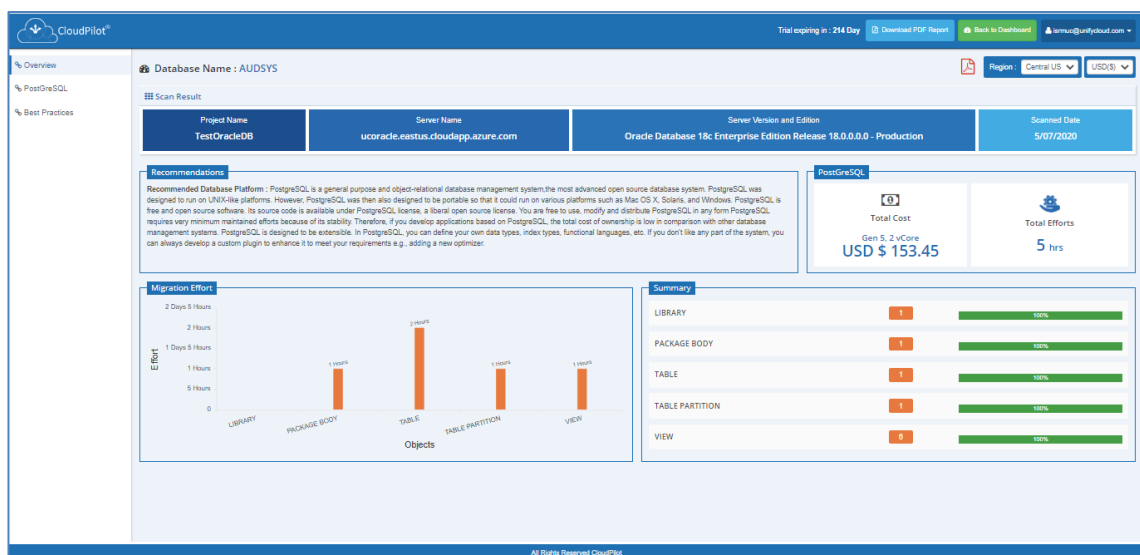 CloudPilot®
Trial expiring in : 214 Day
Download PDF Report
Back to Dashboard
ismuc@unifycloud.com
Overview
PostGreSQL
Best Practices
Database Name : AUDSYS
Region : Central US USD($)
Scan Result
Project Name
TestOracleDB
Server Name
ucoracle.eastus.cloudapp.azure.com
Server Version and Edition
Oracle Database 18c Enterprise Edition Release 18.0.0.0.0 - Production
Scanned Date
5/07/2020
Recommendations
Recommended Database Platform : PostgreSQL is a general purpose and object-relational database management system,the most advanced open source database system. PostgreSQL was
designed to run on UNIX-like platforms. However, PostgreSQL was then also designed to be portable so that it could run on various platforms such as Mac OS X, Solaris, and Windows. PostgreSQL is
free and open source software. Its source code is available under PostgreSQL license, a liberal open source license. You are free to use, modify and distribute PostgreSQL in any form PostgreSQL
requires very minimum maintained efforts because of its stability. Therefore, if you develop applications based on PostgreSQL, the total cost of ownership is low in comparison with other database
management systems. PostgreSQL is designed to be extensible. In PostgreSQL, you can define your own data types, index types, functional languages, etc. If you don't like any part of the system, you
can always develop a custom plugin to enhance it to meet your requirements e.g., adding a new optimizer.
PostGreSQL
Total Cost
Gen 5, 2 vCore
USD $ 153.45
Total Efforts
5 hrs
Migration Effort
2 Days 5 Hours
2 Hours
1 Days 5 Hours
1 Hours
5 Hours
0
Effort
1 Hours
2 Hours
1 Hours
1 Hours
LIBRARY
PACKAGE BODY
TABLE
TABLE PARTITION
VIEW
Objects
Summary
LIBRARY 1 100%
PACKAGE BODY 1 100%
TABLE 1 100%
TABLE PARTITION 1 100%
VIEW 100%
All Rights Reserved CloudPilot